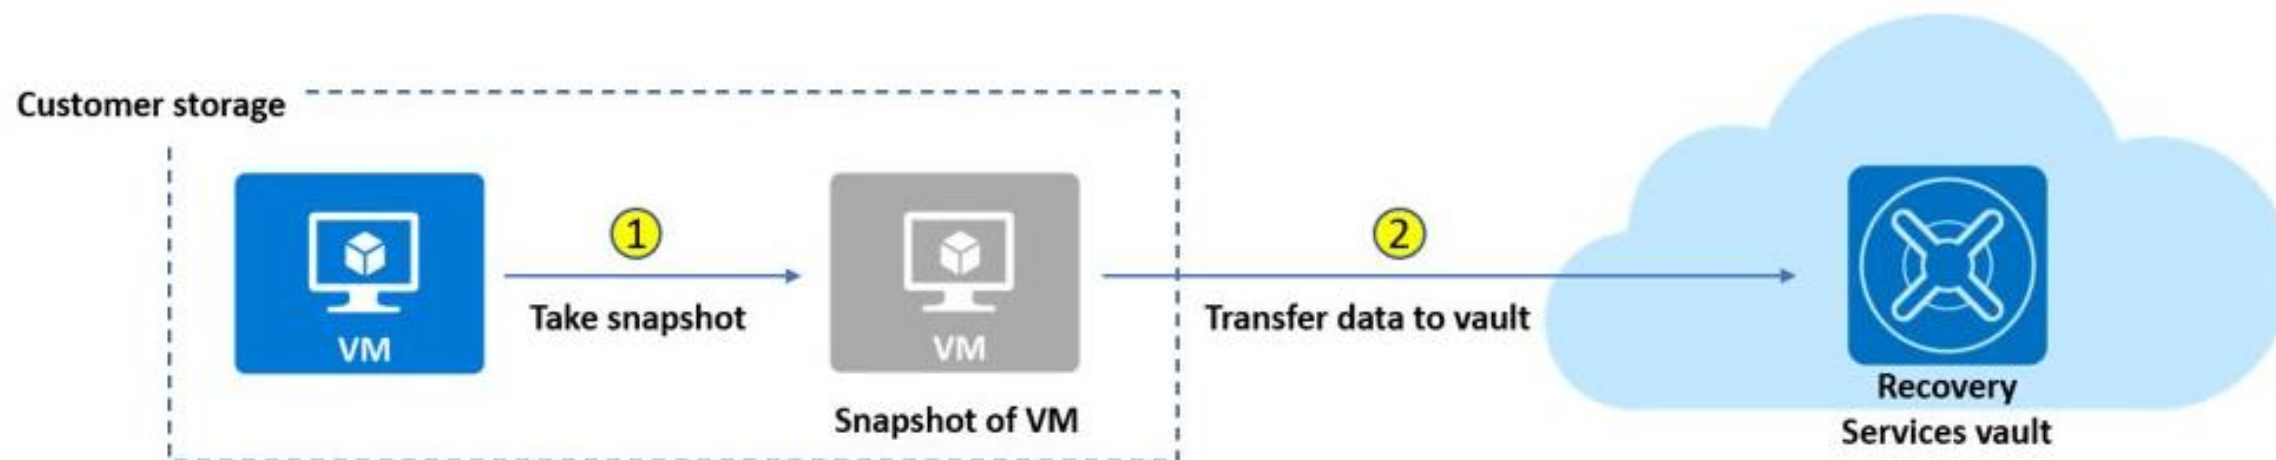 Customer storage
1
2
Take snapshot
Transfer data to vault
VM
VM
Snapshot of VM
Recovery
Services vault